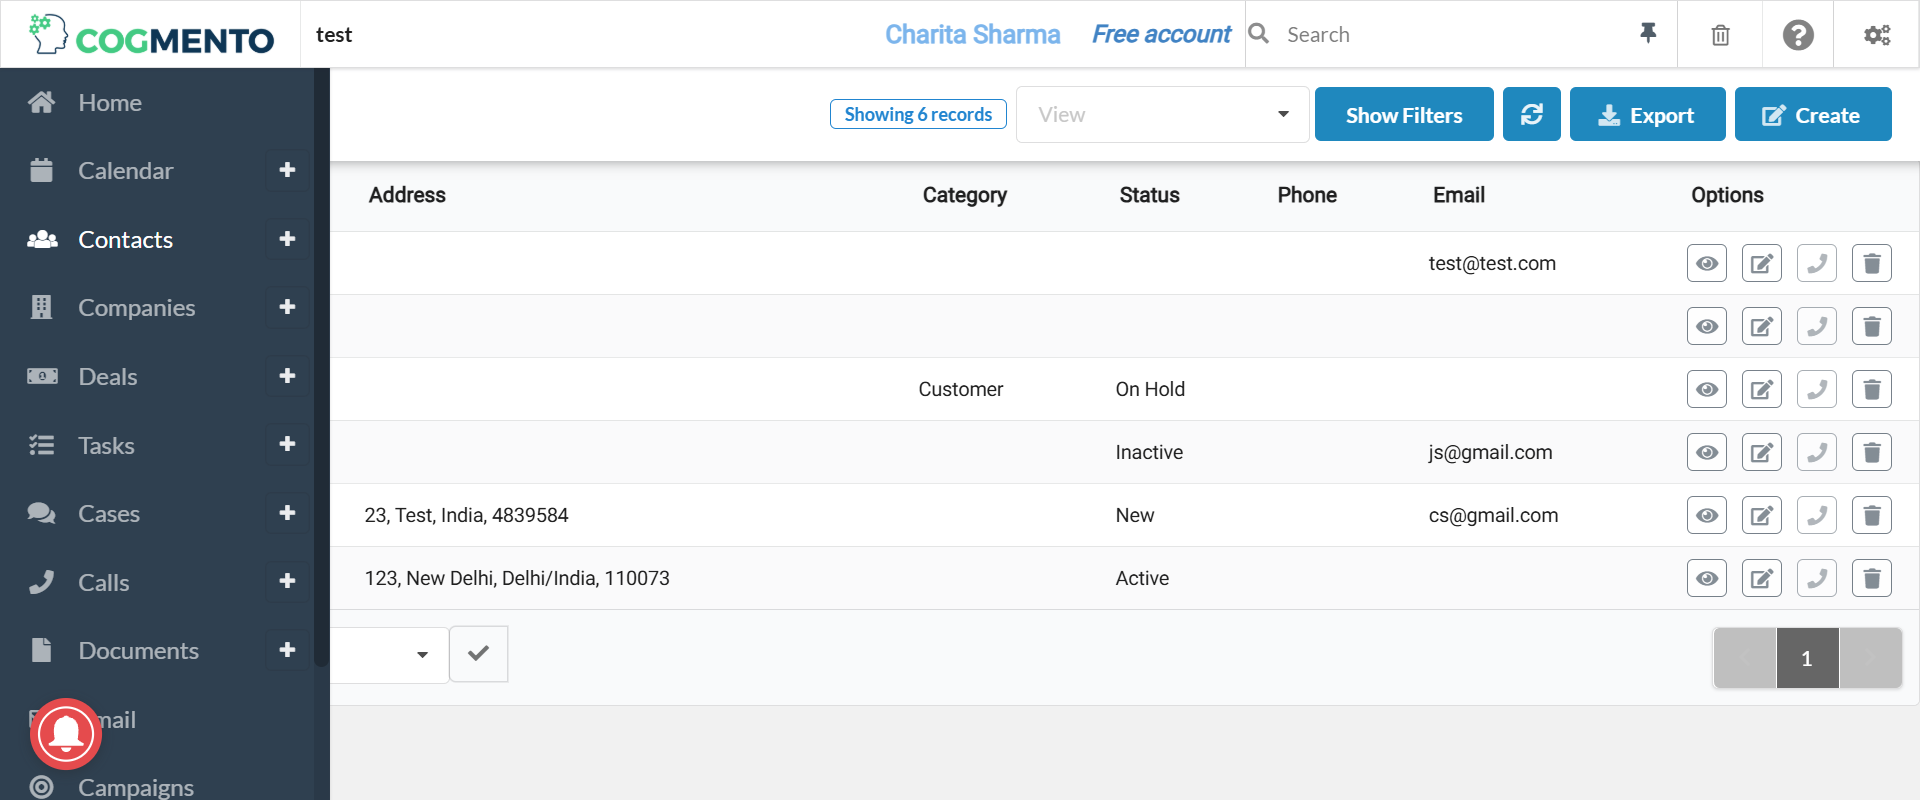 COGMENTO
test
Charita Sharma
Free account
Search
Home
Calendar
Contacts
Companies
Deals
Tasks
Cases
Calls
Documents
mail
Campaigns
Showing 6 records
View
Show Filters
Export
Create
Address Category Status Phone Email Options
test@test.com
Customer On Hold
Inactive js@gmail.com
23, Test, India, 4839584 New cs@gmail.com
123, New Delhi, Delhi/India, 110073 Active
1